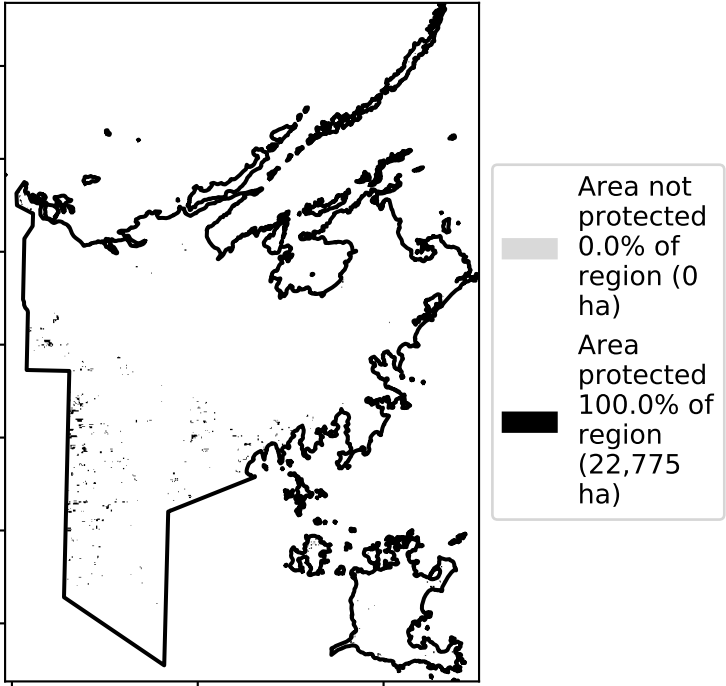 Area not
protected
0.0% of
region (0
ha)
Area
protected
100.0% of
region
(22,775
ha)